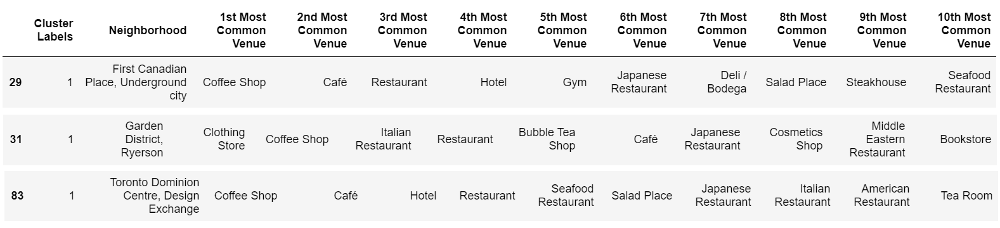 Cluster Labels Neighborhood 1st Most Common Venue 2nd Most Common Venue 3rd Most Common Venue 4th Most Common Venue 5th Most Common Venue 6th Most Common Venue 7th Most Common Venue 8th Most Common Venue 9th Most Common Venue 10th Most Common Venue
29 1 First Canadian Place, Underground city Coffee Shop Café Restaurant Hotel Gym Japanese Restaurant Deli / Bodega Salad Place Steakhouse Seafood Restaurant
31 1 Garden District, Ryerson Clothing Store Coffee Shop Italian Restaurant Restaurant Bubble Tea Shop Café Japanese Restaurant Cosmetics Shop Middle Eastern Restaurant Bookstore
83 1 Toronto Dominion Centre, Design Exchange Coffee Shop Café Hotel Restaurant Seafood Restaurant Salad Place Japanese Restaurant Italian Restaurant American Restaurant Tea Room